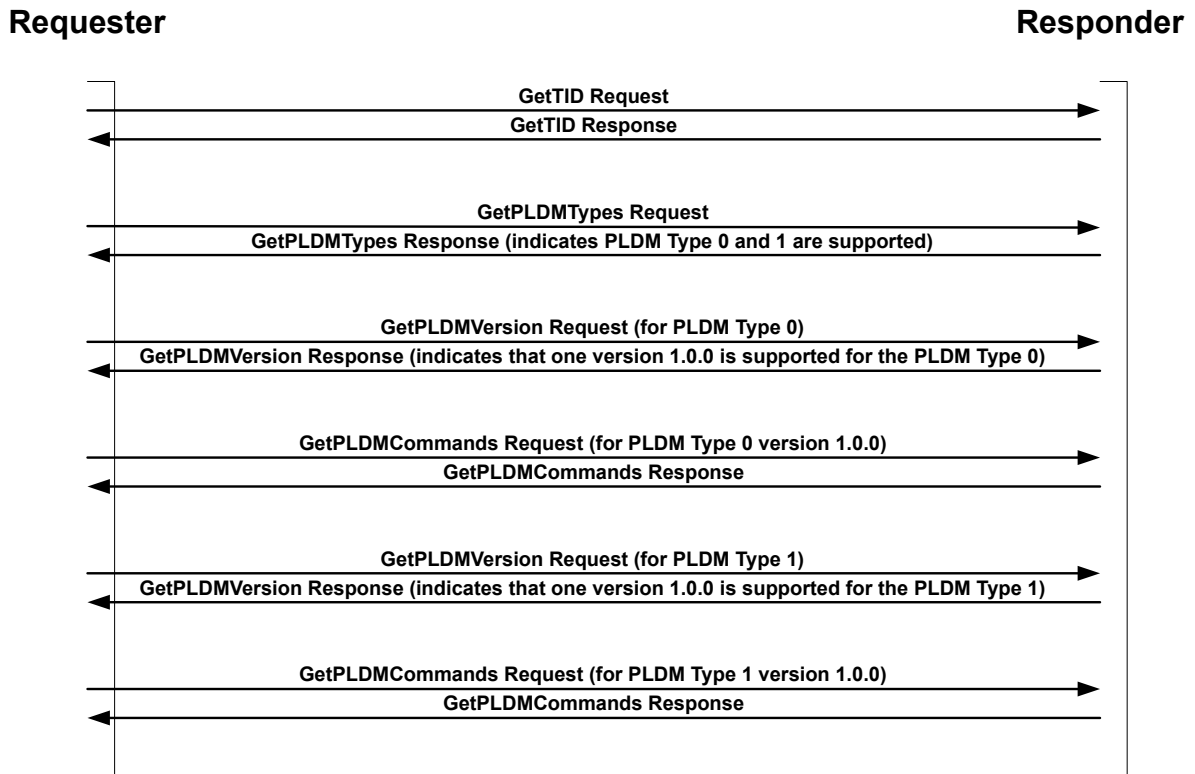 Requester
Responder
GetTID Request
GetTID Response
GetPLDMTypes Request
GetPLDMTypes Response (indicates PLDM Type 0 and 1 are supported)
GetPLDMVersion Request (for PLDM Type 0)
GetPLDMVersion Response (indicates that one version 1.0.0 is supported for the PLDM Type 0)
GetPLDMCommands Request (for PLDM Type 0 version 1.0.0)
GetPLDMCommands Response
GetPLDMVersion Request (for PLDM Type 1)
GetPLDMVersion Response (indicates that one version 1.0.0 is supported for the PLDM Type 1)
GetPLDMCommands Request (for PLDM Type 1 version 1.0.0)
GetPLDMCommands Response